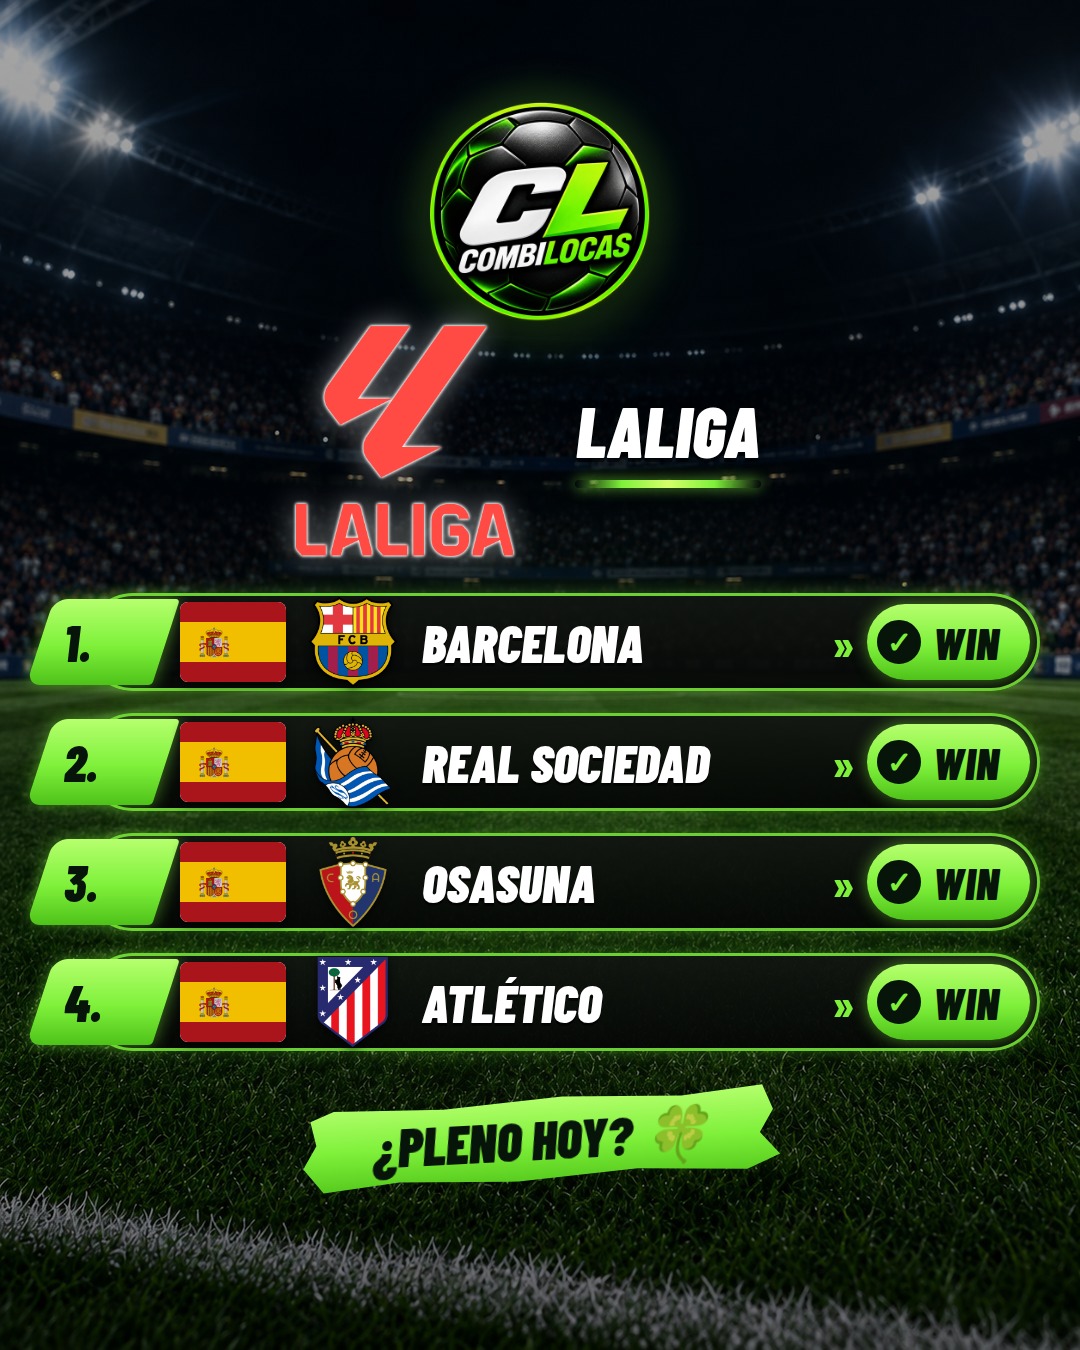 CL
COMBILOCAS
LALIGA
LALIGA
1. FCB BARCELONA » ✓ WIN
2. REAL SOCIEDAD » ✓ WIN
3. C A O OSASUNA » ✓ WIN
4. ATLÉTICO » ✓ WIN
¿PLENO HOY? 🍀